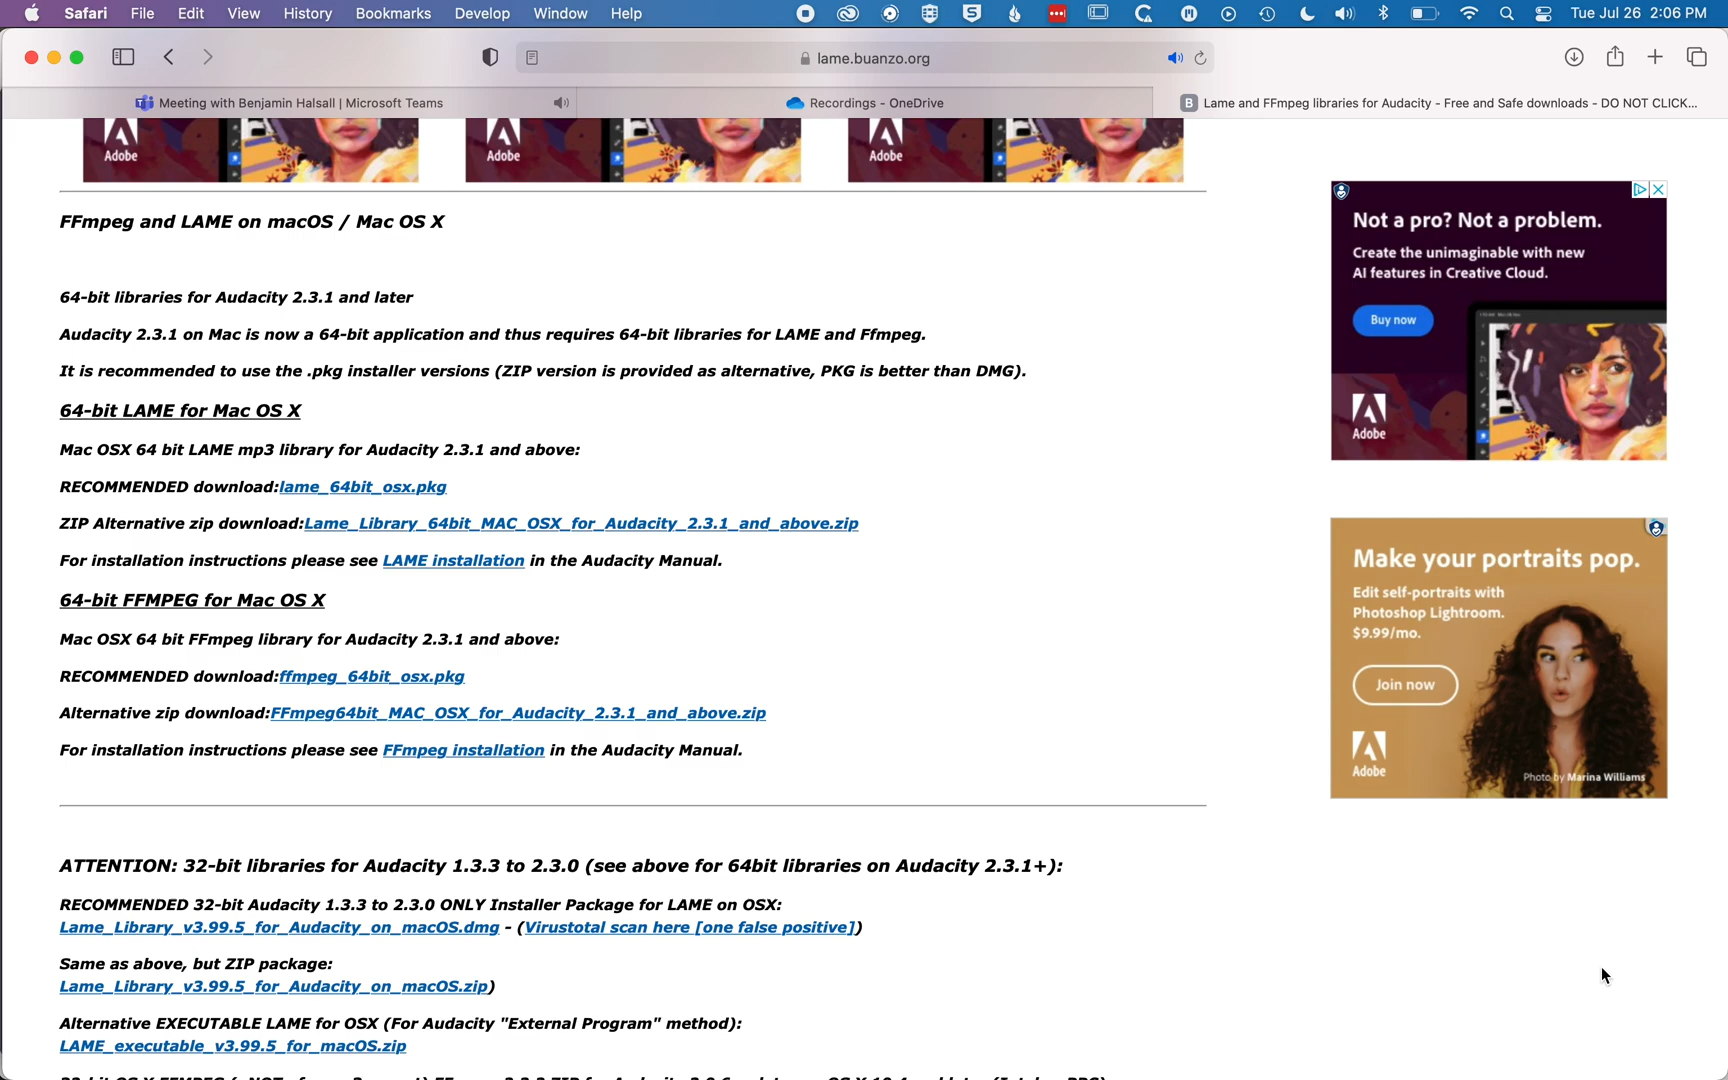 Safari File Edit View History Bookmarks Develop Window Help Tue Jul 26 2:06 PM
lame.buanzo.org
Meeting with Benjamin Halsall | Microsoft Teams
Recordings - OneDrive
B Lame and FFmpeg libraries for Audacity - Free and Safe downloads - DO NOT CLICK...
Adobe
Adobe
Adobe
FFmpeg and LAME on macOS / Mac OS X
64-bit libraries for Audacity 2.3.1 and later
Audacity 2.3.1 on Mac is now a 64-bit application and thus requires 64-bit libraries for LAME and Ffmpeg.
It is recommended to use the .pkg installer versions (ZIP version is provided as alternative, PKG is better than DMG).
64-bit LAME for Mac OS X
Mac OSX 64 bit LAME mp3 library for Audacity 2.3.1 and above:
RECOMMENDED download:lame_64bit_osx.pkg
ZIP Alternative zip download:Lame_Library_64bit_MAC_OSX_for_Audacity_2.3.1_and_above.zip
For installation instructions please see LAME installation in the Audacity Manual.
64-bit FFMPEG for Mac OS X
Mac OSX 64 bit FFmpeg library for Audacity 2.3.1 and above:
RECOMMENDED download:ffmpeg_64bit_osx.pkg
Alternative zip download:FFmpeg64bit_MAC_OSX_for_Audacity_2.3.1_and_above.zip
For installation instructions please see FFmpeg installation in the Audacity Manual.
ATTENTION: 32-bit libraries for Audacity 1.3.3 to 2.3.0 (see above for 64bit libraries on Audacity 2.3.1+):
RECOMMENDED 32-bit Audacity 1.3.3 to 2.3.0 ONLY Installer Package for LAME on OSX:
Lame_Library_v3.99.5_for_Audacity_on_macOS.dmg - (Virustotal scan here [one false positive])
Same as above, but ZIP package:
Lame_Library_v3.99.5_for_Audacity_on_macOS.zip)
Alternative EXECUTABLE LAME for OSX (For Audacity "External Program" method):
LAME_executable_v3.99.5_for_macOS.zip
Not a pro? Not a problem.
Create the unimaginable with new
AI features in Creative Cloud.
Buy now
Adobe
Make your portraits pop.
Edit self-portraits with
Photoshop Lightroom.
$9.99/mo.
Join now
Adobe
Photo by Marina Williams